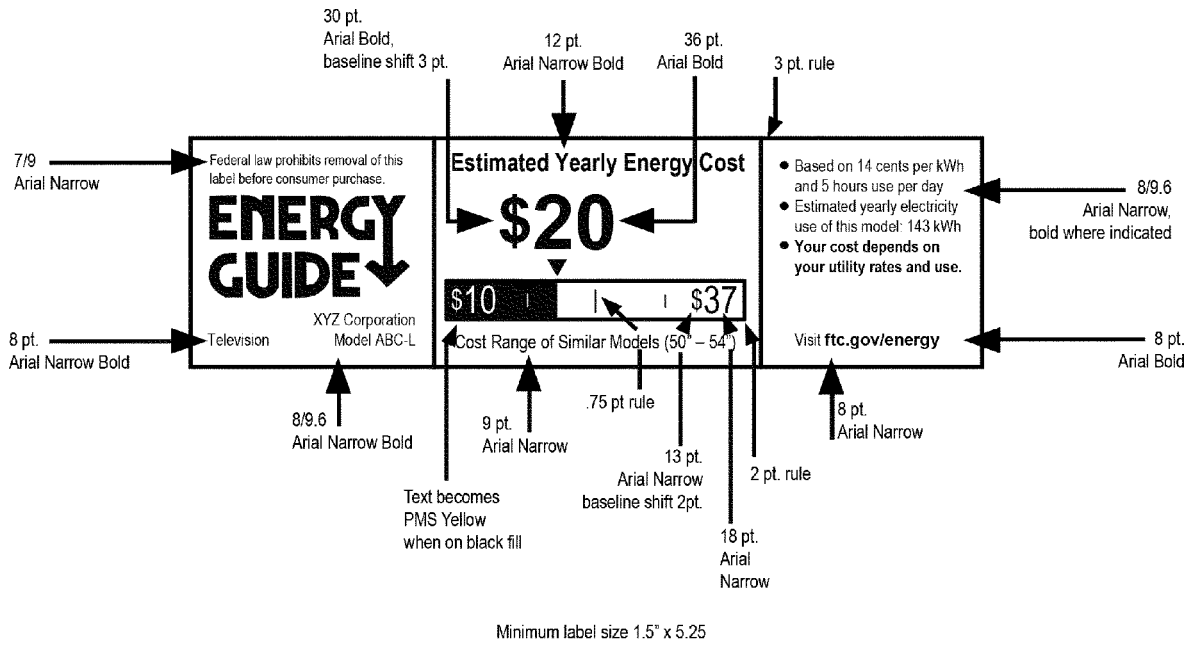 30 pt.
Arial Bold,
baseline shift 3 pt.
12 pt.
Arial Narrow Bold
36 pt.
Arial Bold
3 pt. rule
7/9
Arial Narrow
Federal law prohibits removal of this
label before consumer purchase.
ENERGY
GUIDE
XYZ Corporation
Television
Model ABC-L
Estimated Yearly Energy Cost
$20
$10
$37
Cost Range of Similar Models (50” – 54”)
● Based on 14 cents per kWh
and 5 hours use per day
● Estimated yearly electricity
use of this model: 143 kWh
● Your cost depends on
your utility rates and use.
Visit ftc.gov/energy
8/9.6
Arial Narrow,
bold where indicated
8 pt.
Arial Narrow Bold
8 pt.
Arial Bold
8/9.6
Arial Narrow Bold
9 pt.
Arial Narrow
.75 pt rule
8 pt.
Arial Narrow
Text becomes
PMS Yellow
when on black fill
13 pt.
Arial Narrow
baseline shift 2pt.
2 pt. rule
18 pt.
Arial
Narrow
Minimum label size 1.5” x 5.25